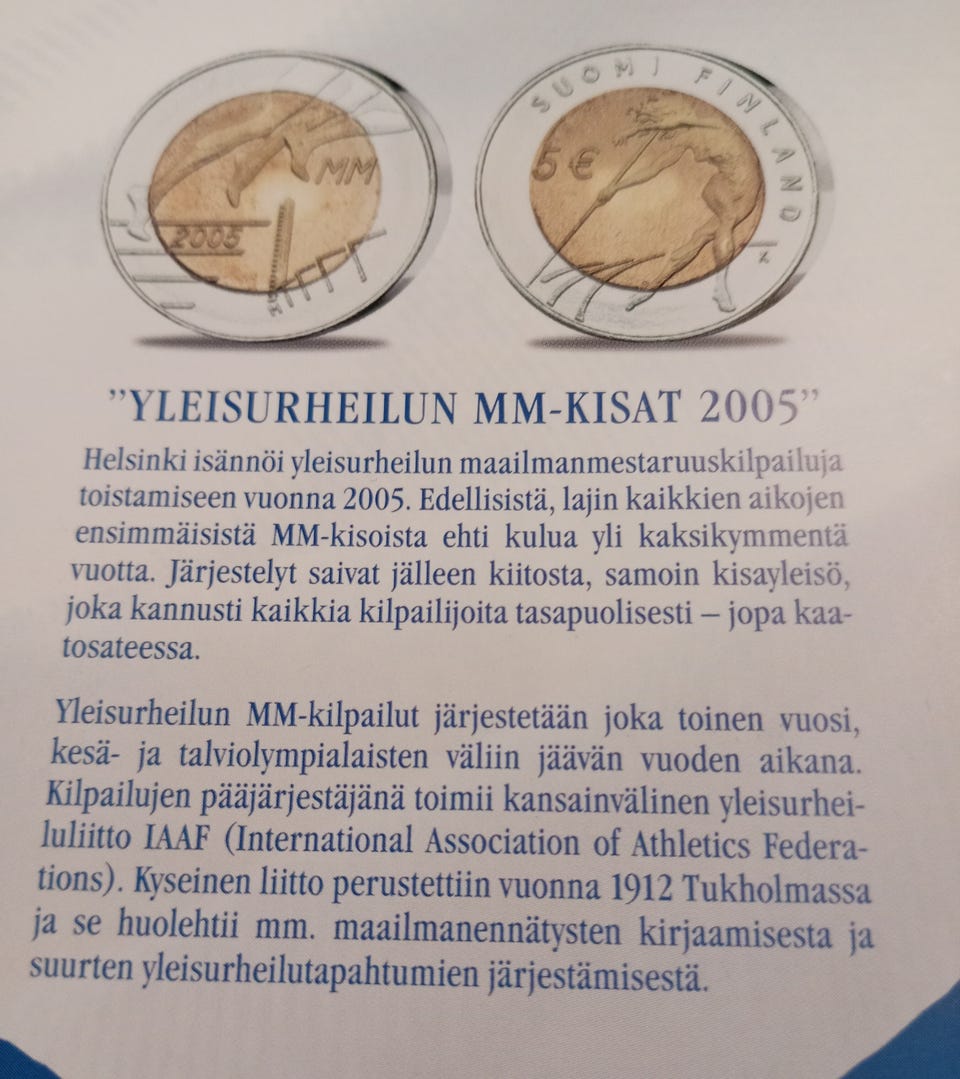 MM
2005
SUOMI FINLAND
5 €
"YLEISURHEILUN MM-KISAT 2005"
Helsinki isännöi yleisurheilun maailmanmestaruuskilpailuja
toistamiseen vuonna 2005. Edellisistä, lajin kaikkien aikojen
ensimmäisistä MM-kisoista ehti kulua yli kaksikymmentä
vuotta. Järjestelyt saivat jälleen kiitosta, samoin kisayleisö,
joka kannusti kaikkia kilpailijoita tasapuolisesti – jopa kaa-
tosateessa.
Yleisurheilun MM-kilpailut järjestetään joka toinen vuosi,
kesä- ja talviolympialaisten väliin jäävän vuoden aikana.
Kilpailujen pääjärjestäjänä toimii kansainvälinen yleisurhei-
luliitto IAAF (International Association of Athletics Federa-
tions). Kyseinen liitto perustettiin vuonna 1912 Tukholmassa
ja se huolehtii mm. maailmanennätysten kirjaamisesta ja
suurten yleisurheilutapahtumien järjestämisestä.